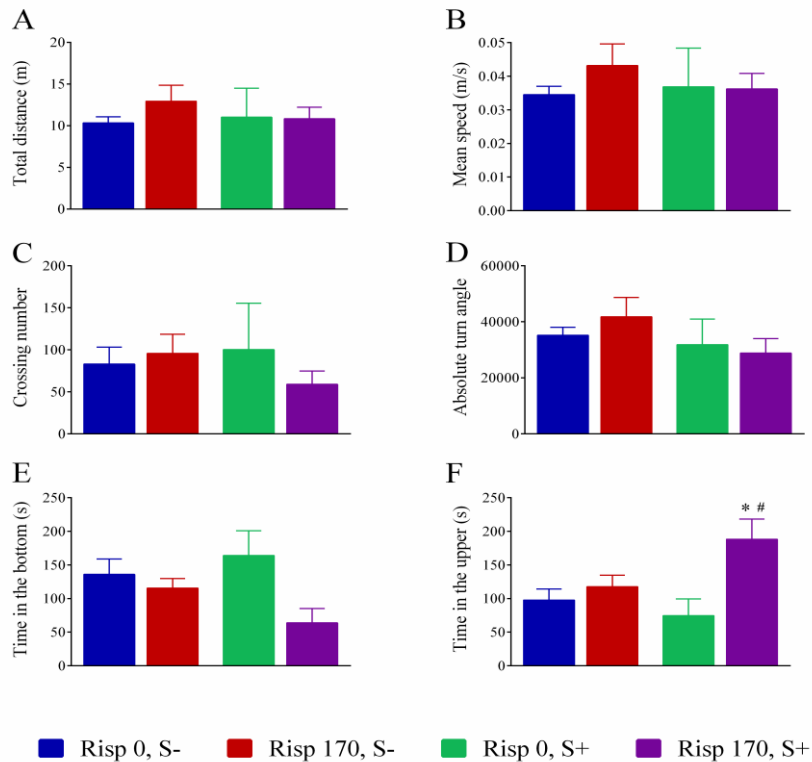 A
Total distance (m)
20
15
10
5
0
B
Mean speed (m/s)
0.05
0.04
0.03
0.02
0.01
0.00
C
Crossing number
200
150
100
50
0
D
Absolute turn angle
60000
40000
20000
0
E
Time in the bottom (s)
250
200
150
100
50
0
F
Time in the upper (s)
250
200
150
100
50
0
* #
Risp 0, S- Risp 170, S- Risp 0, S+ Risp 170, S+